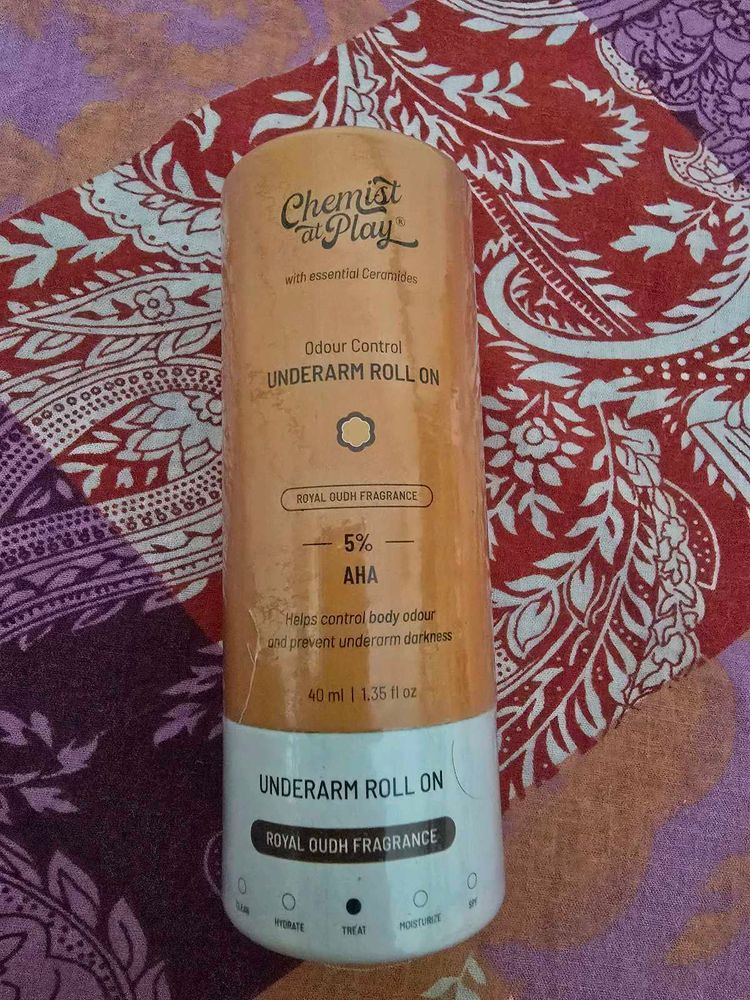 Chemist
at Play®
with essential Ceramides
Odour Control
UNDERARM ROLL ON
ROYAL OUDH FRAGRANCE
5%
AHA
Helps control body odour
and prevent underarm darkness
40 ml | 1.35 fl oz
UNDERARM ROLL ON
ROYAL OUDH FRAGRANCE
HYDRATE TREAT MOISTURIZE SPF